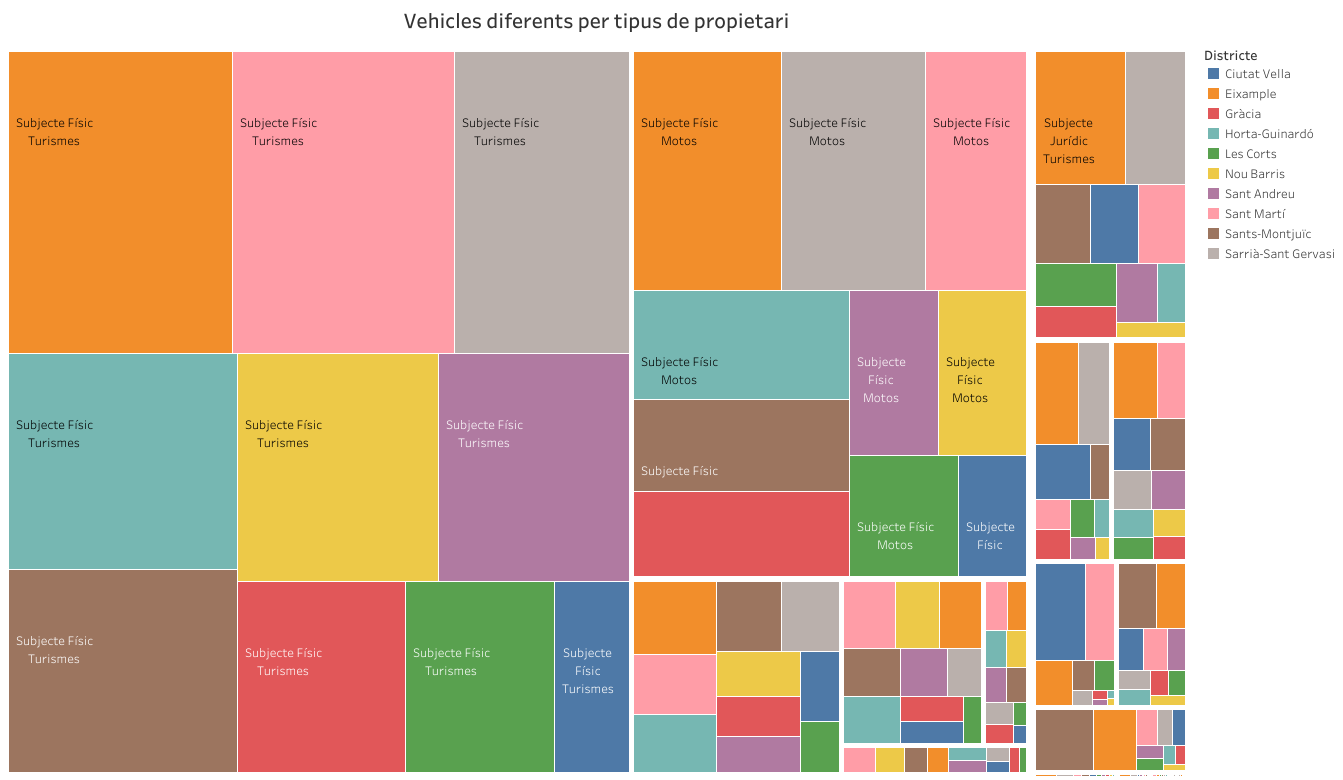 Vehicles diferents per tipus de propietari
Subjecte Físic
Turismes
Subjecte Físic
Turismes
Subjecte Físic
Turismes
Subjecte Físic
Motos
Subjecte Físic
Motos
Subjecte Físic
Motos
Subjecte
Jurídic
Turismes
Districte
Ciutat Vella
Eixample
Gràcia
Horta-Guinardó
Les Corts
Nou Barris
Sant Andreu
Sant Martí
Sants-Montjuïc
Sarrià-Sant Gervasi
Subjecte Físic
Turismes
Subjecte Físic
Turismes
Subjecte Físic
Turismes
Subjecte Físic
Motos
Subjecte
Físic
Motos
Subjecte
Físic
Motos
Subjecte Físic
Subjecte Físic
Motos
Subjecte
Físic
Subjecte Físic
Turismes
Subjecte Físic
Turismes
Subjecte Físic
Turismes
Subjecte
Físic
Turismes